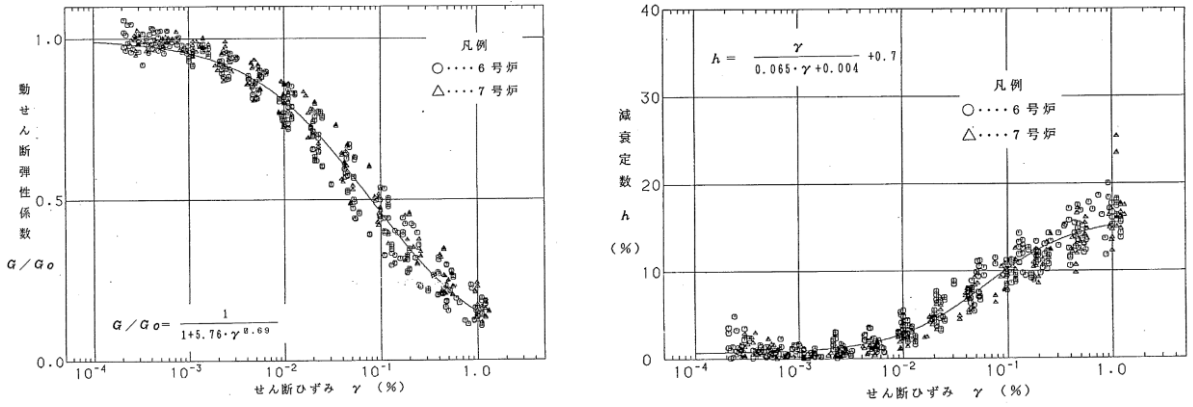 動せん断弾性係数 G/G₀
1.0
0.5
0.0
凡例
○‥‥6号炉
△‥‥7号炉
G/G₀= 1 / 1+5.76・γ^0.69
10⁻⁴ 10⁻³ 10⁻² 10⁻¹ 1.0
せん断ひずみ γ (%)
減衰定数 h (%)
40
30
20
10
0
h = γ / 0.065・γ+0.004 +0.7
凡例
○‥‥6号炉
△‥‥7号炉
10⁻⁴ 10⁻³ 10⁻² 10⁻¹ 1.0
せん断ひずみ γ (%)